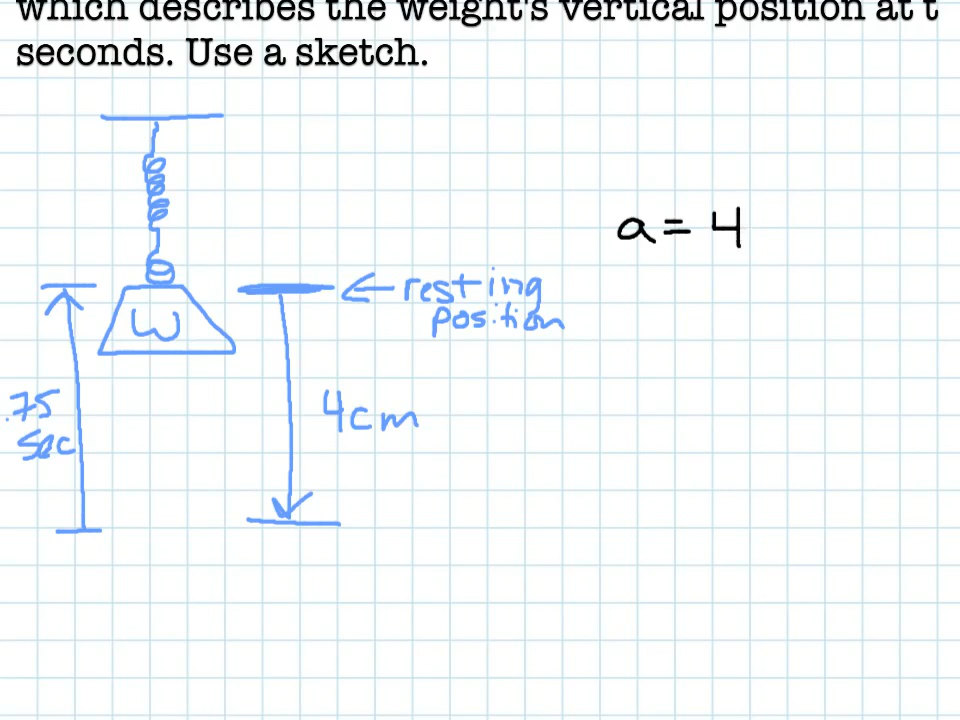 which describes the weight's vertical position at t
seconds. Use a sketch.
a = 4
← resting
position
W
.75
sec
4cm